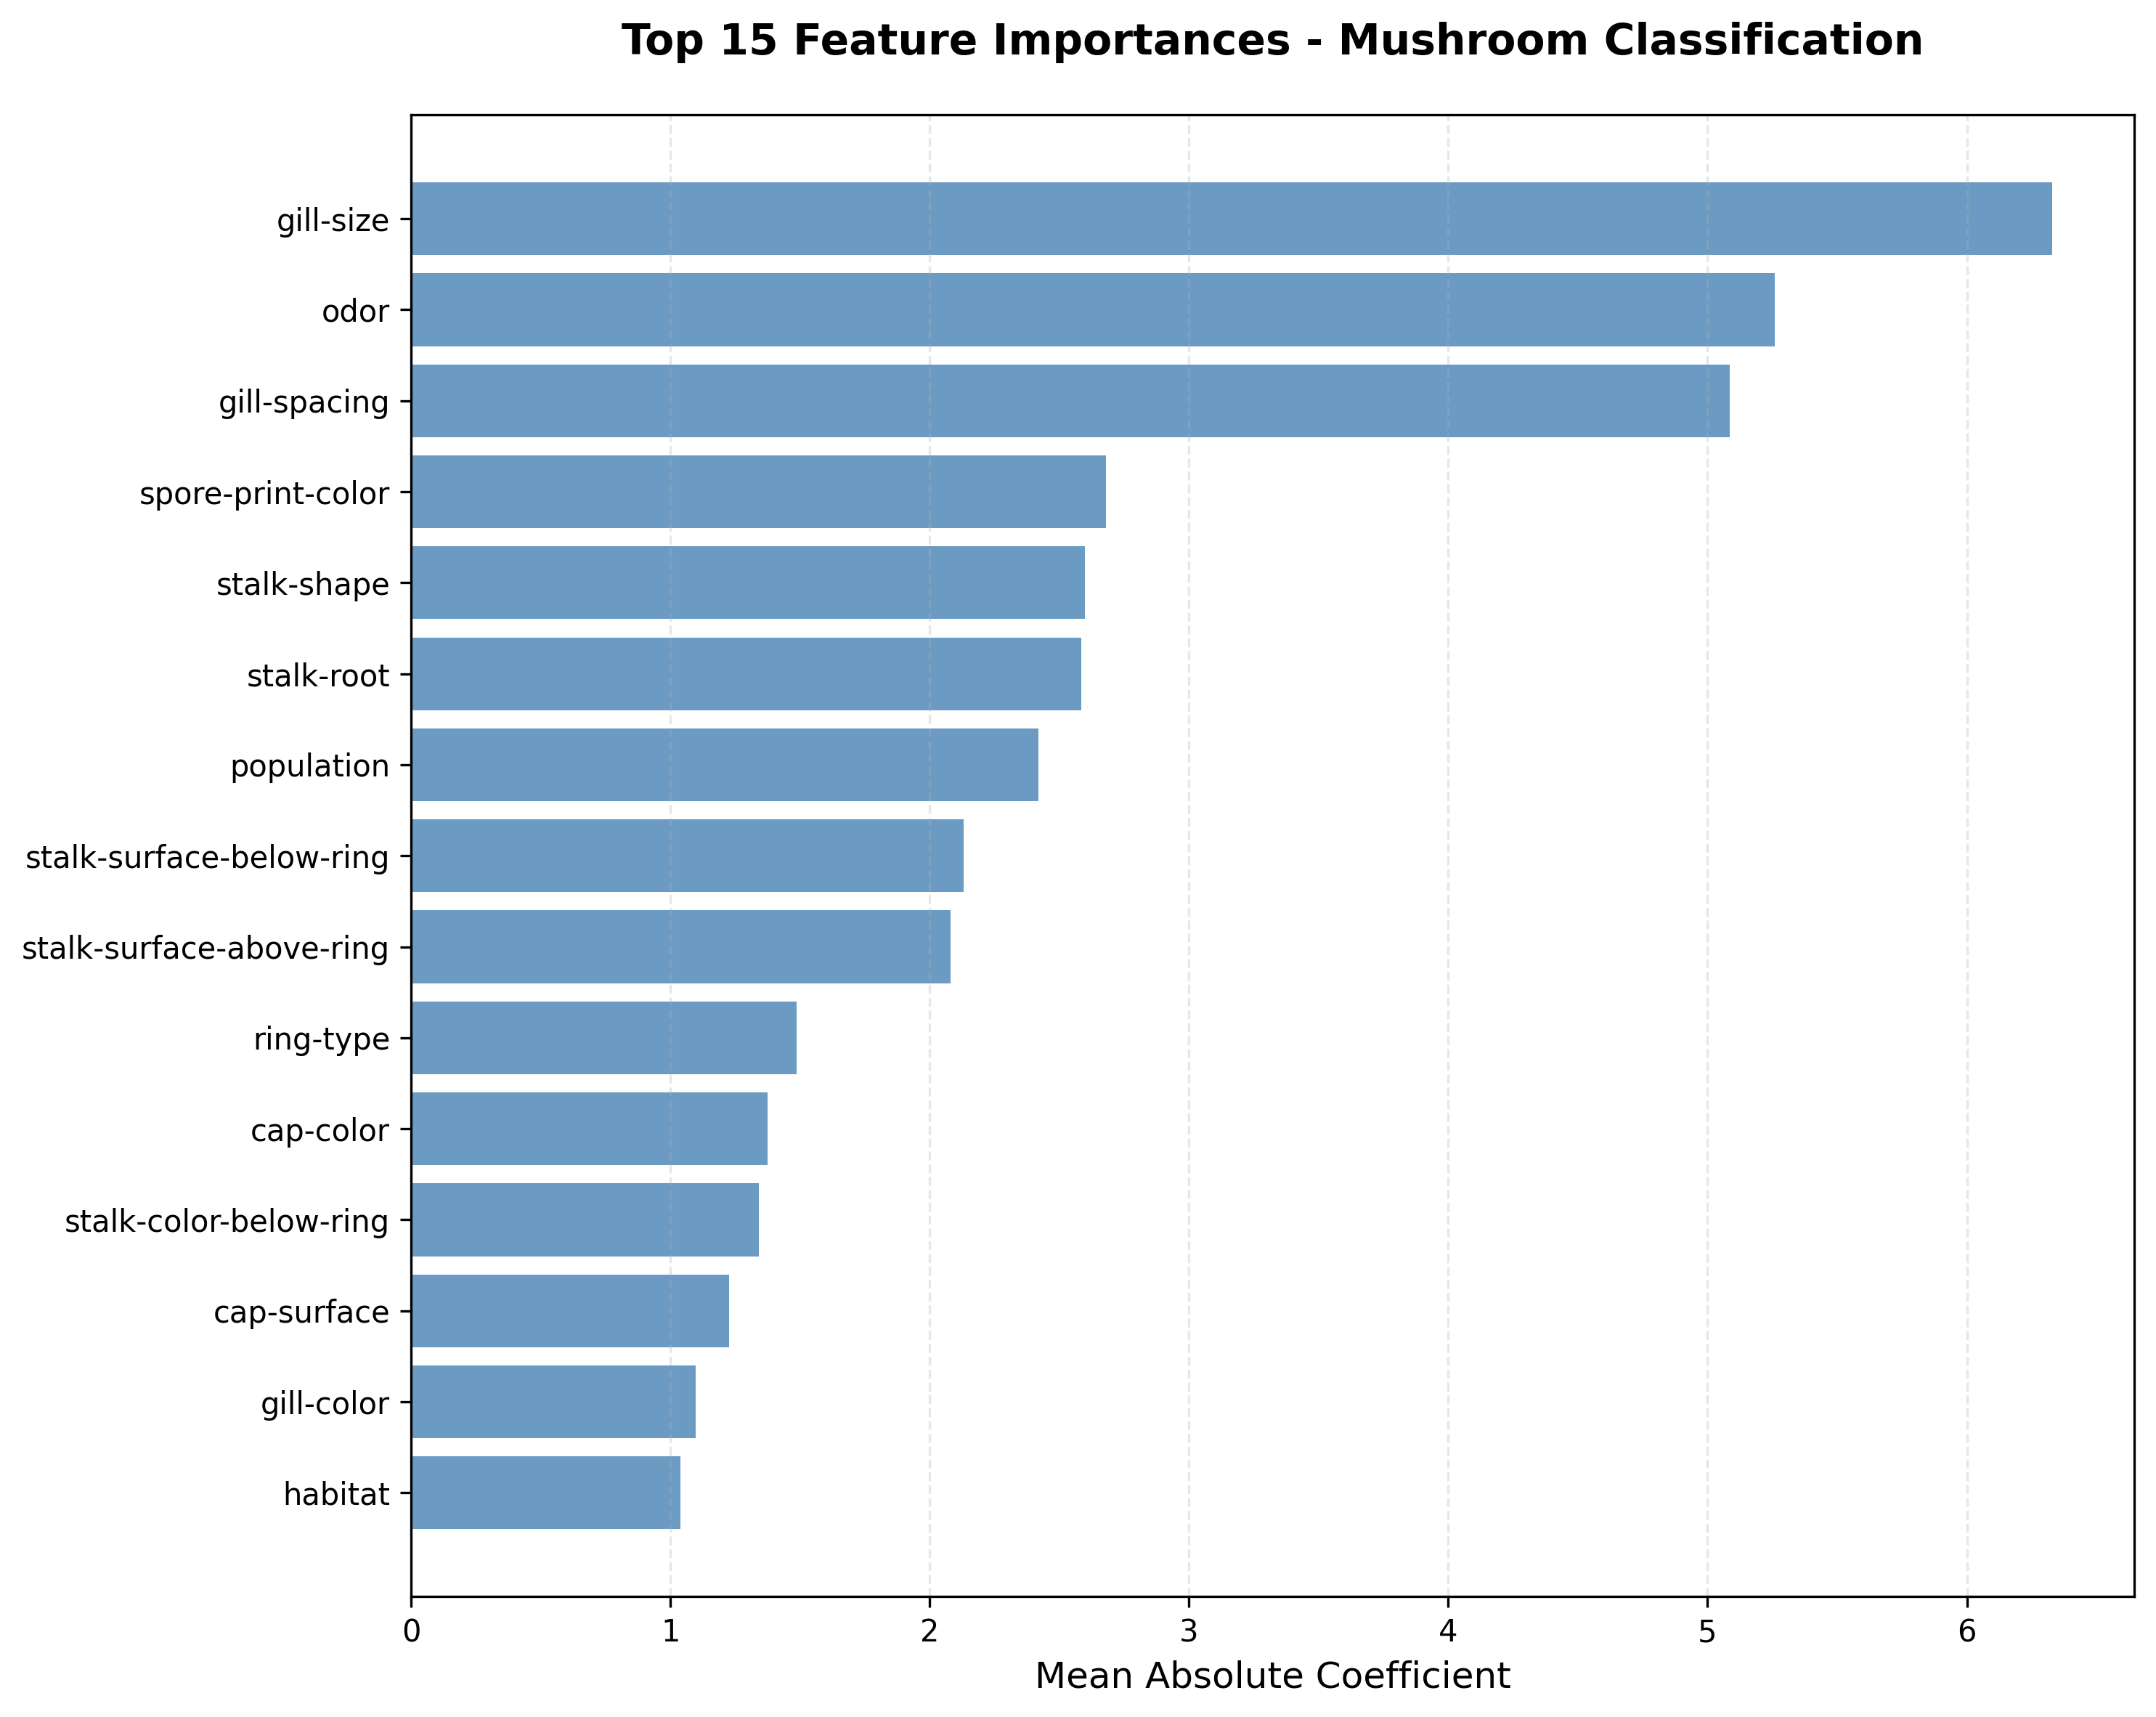 Top 15 Feature Importances - Mushroom Classification
gill-size
odor
gill-spacing
spore-print-color
stalk-shape
stalk-root
population
stalk-surface-below-ring
stalk-surface-above-ring
ring-type
cap-color
stalk-color-below-ring
cap-surface
gill-color
habitat
0 1 2 3 4 5 6
Mean Absolute Coefficient